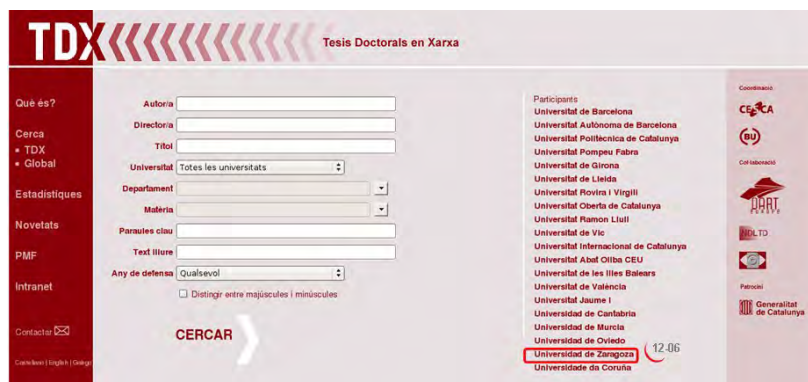 TDX
Tesis Doctorals en Xarxa
Què és?
Cerca
TDX
Global
Estadístiques
Novetats
PMF
Intranet
Contactar
Castellano | English | Galego
Autor/a
Director/a
Títol
Universitat Totes les universitats
Departament
Matèria
Paraules clau
Text lliure
Any de defensa Qualsevol
Distingir entre majúscules i minúscules
CERCAR
Participants
Universitat de Barcelona
Universitat Autònoma de Barcelona
Universitat Politècnica de Catalunya
Universitat Pompeu Fabra
Universitat de Girona
Universitat de Lleida
Universitat Rovira i Virgili
Universitat Oberta de Catalunya
Universitat Ramon Llull
Universitat de Vic
Universitat Internacional de Catalunya
Universitat Abat Oliba CEU
Universitat de les Illes Balears
Universitat de València
Universitat Jaume I
Universidad de Cantabria
Universidad de Murcia
Universidad de Oviedo
Universidad de Zaragoza
12-06
Universidade da Coruña
Coordinació
CESCA
Col·laboració
DART
EUROPE
NDLTD
Patrocini
Generalitat
de Catalunya